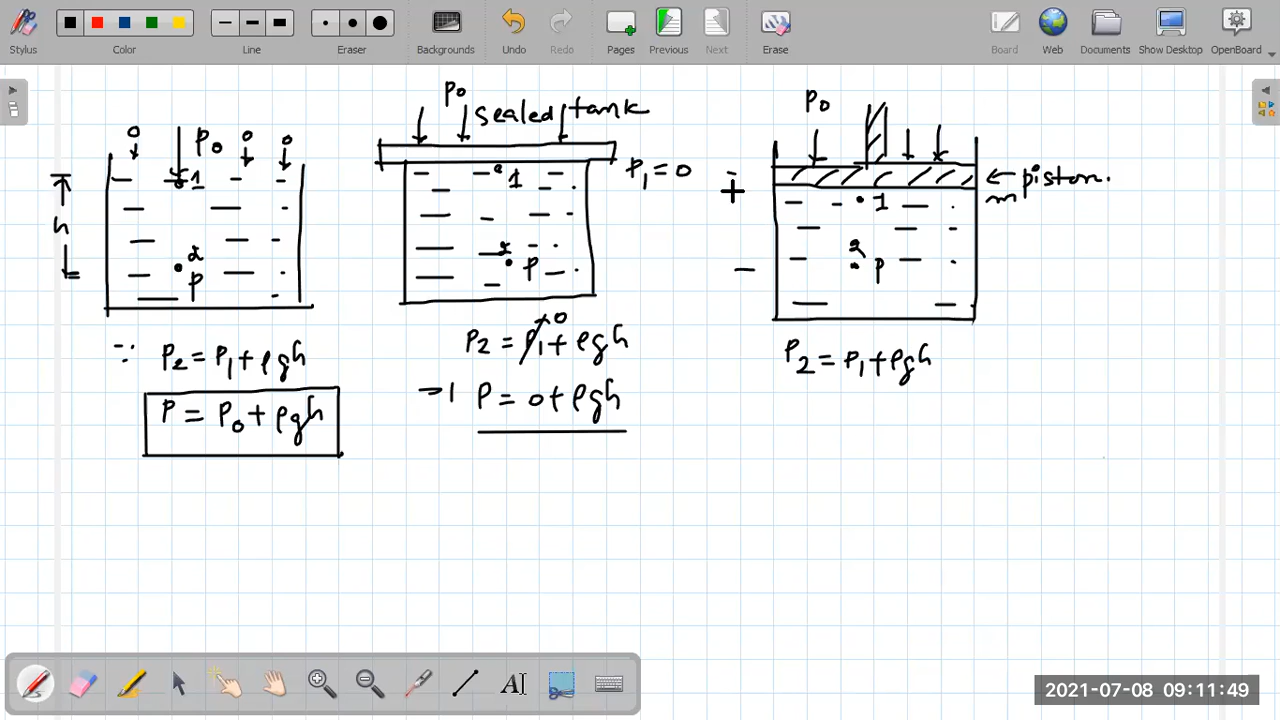 Stylus
Color
Line
Eraser
Backgrounds
Undo
Redo
Pages
Previous
Next
Erase
Board
Web
Documents
Show Desktop
OpenBoard
P₀
1
h
2
P
∵ P₂ = P₁ + ρgh
P = P₀ + ρgh
P₀
sealed tank
1
P₁ = 0
2
P
P₂ = P₁ + ρgh
0
P = 0 + ρgh
P₀
← piston.
m
1
2
P
+
−
P₂ = P₁ + ρgh
2021-07-08 09:11:49